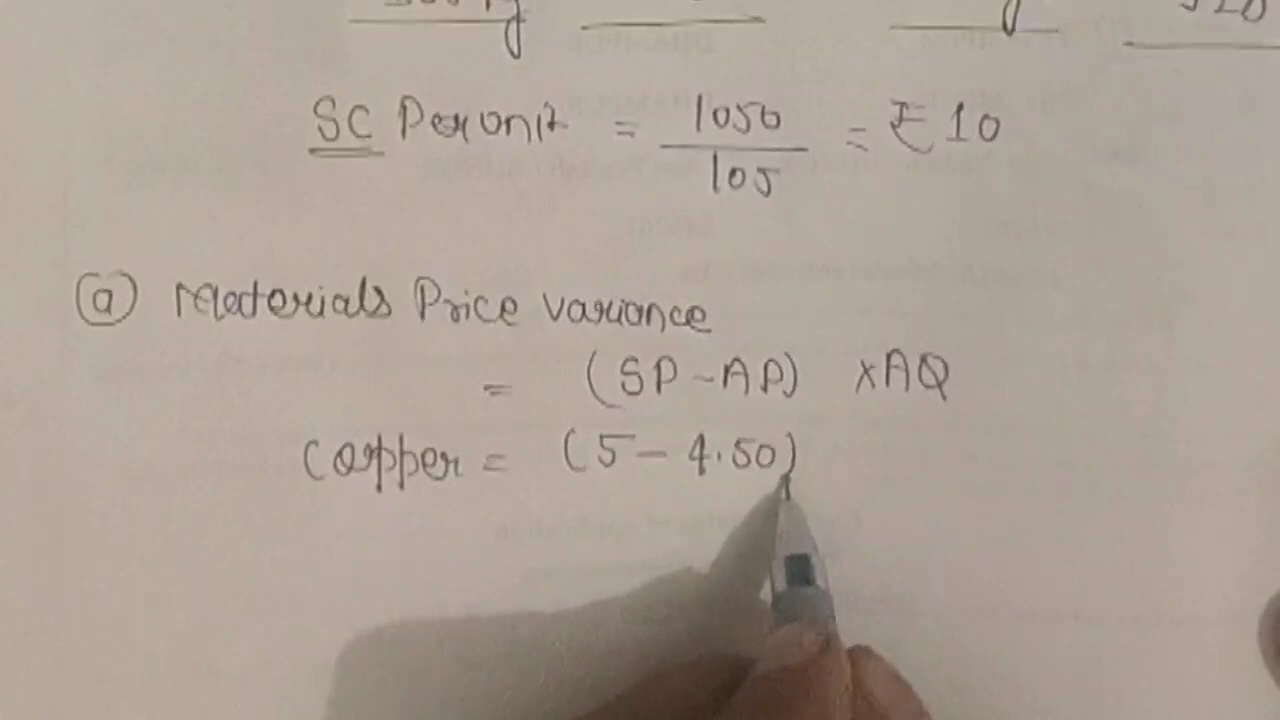 SC Per unit = 1050 / 105 = ₹10
(a) Materials Price variance
= (SP - AP) x AQ
Copper = (5 - 4.50)